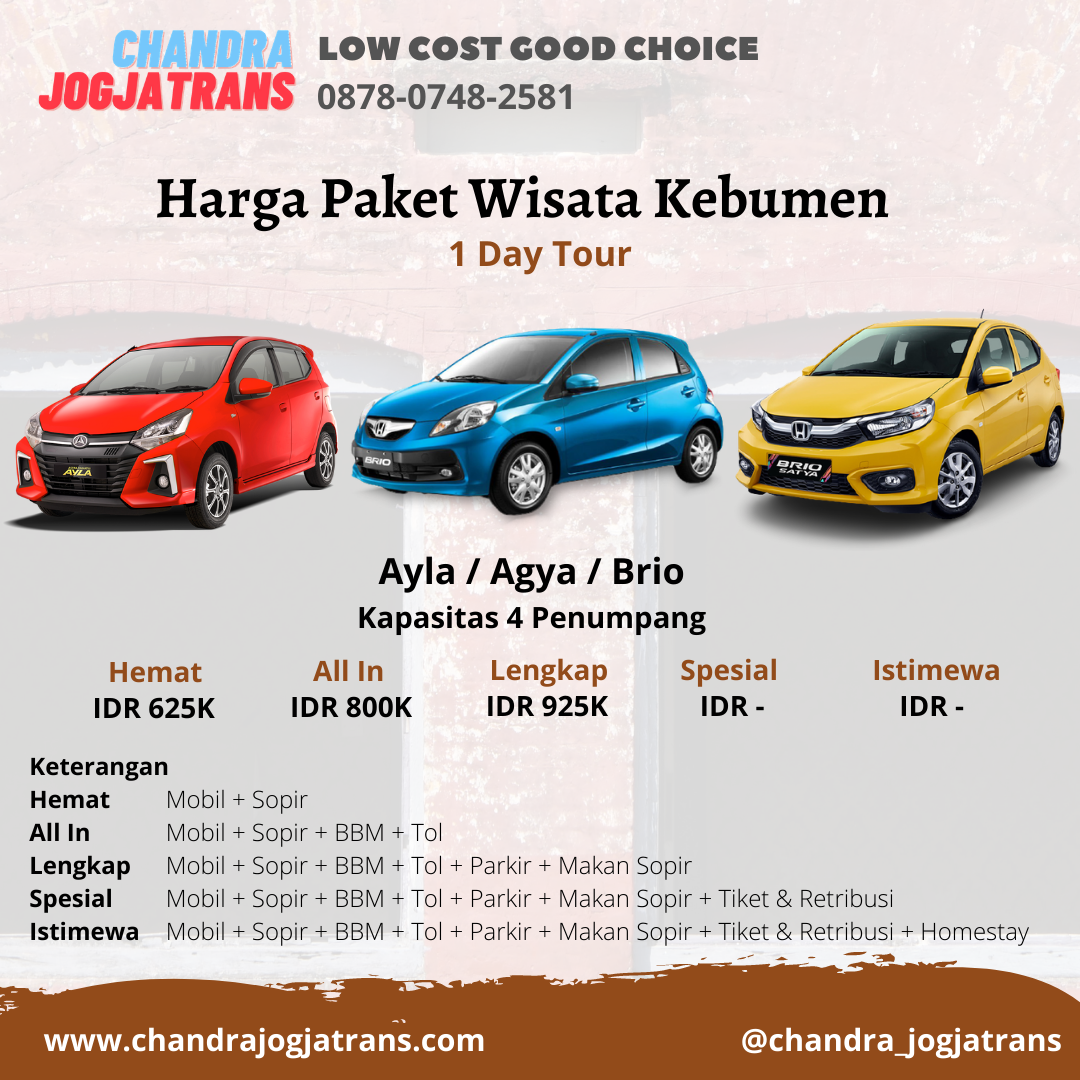 CHANDRA
JOGJATRANS
LOW COST GOOD CHOICE
0878-0748-2581
Harga Paket Wisata Kebumen
1 Day Tour
AYLA
BRIO
BRIO
SATYA
Ayla / Agya / Brio
Kapasitas 4 Penumpang
Hemat All In Lengkap Spesial Istimewa
IDR 625K IDR 800K IDR 925K IDR - IDR -
Keterangan
Hemat Mobil + Sopir
All In Mobil + Sopir + BBM + Tol
Lengkap Mobil + Sopir + BBM + Tol + Parkir + Makan Sopir
Spesial Mobil + Sopir + BBM + Tol + Parkir + Makan Sopir + Tiket & Retribusi
Istimewa Mobil + Sopir + BBM + Tol + Parkir + Makan Sopir + Tiket & Retribusi + Homestay
www.chandrajogjatrans.com @chandra_jogjatrans